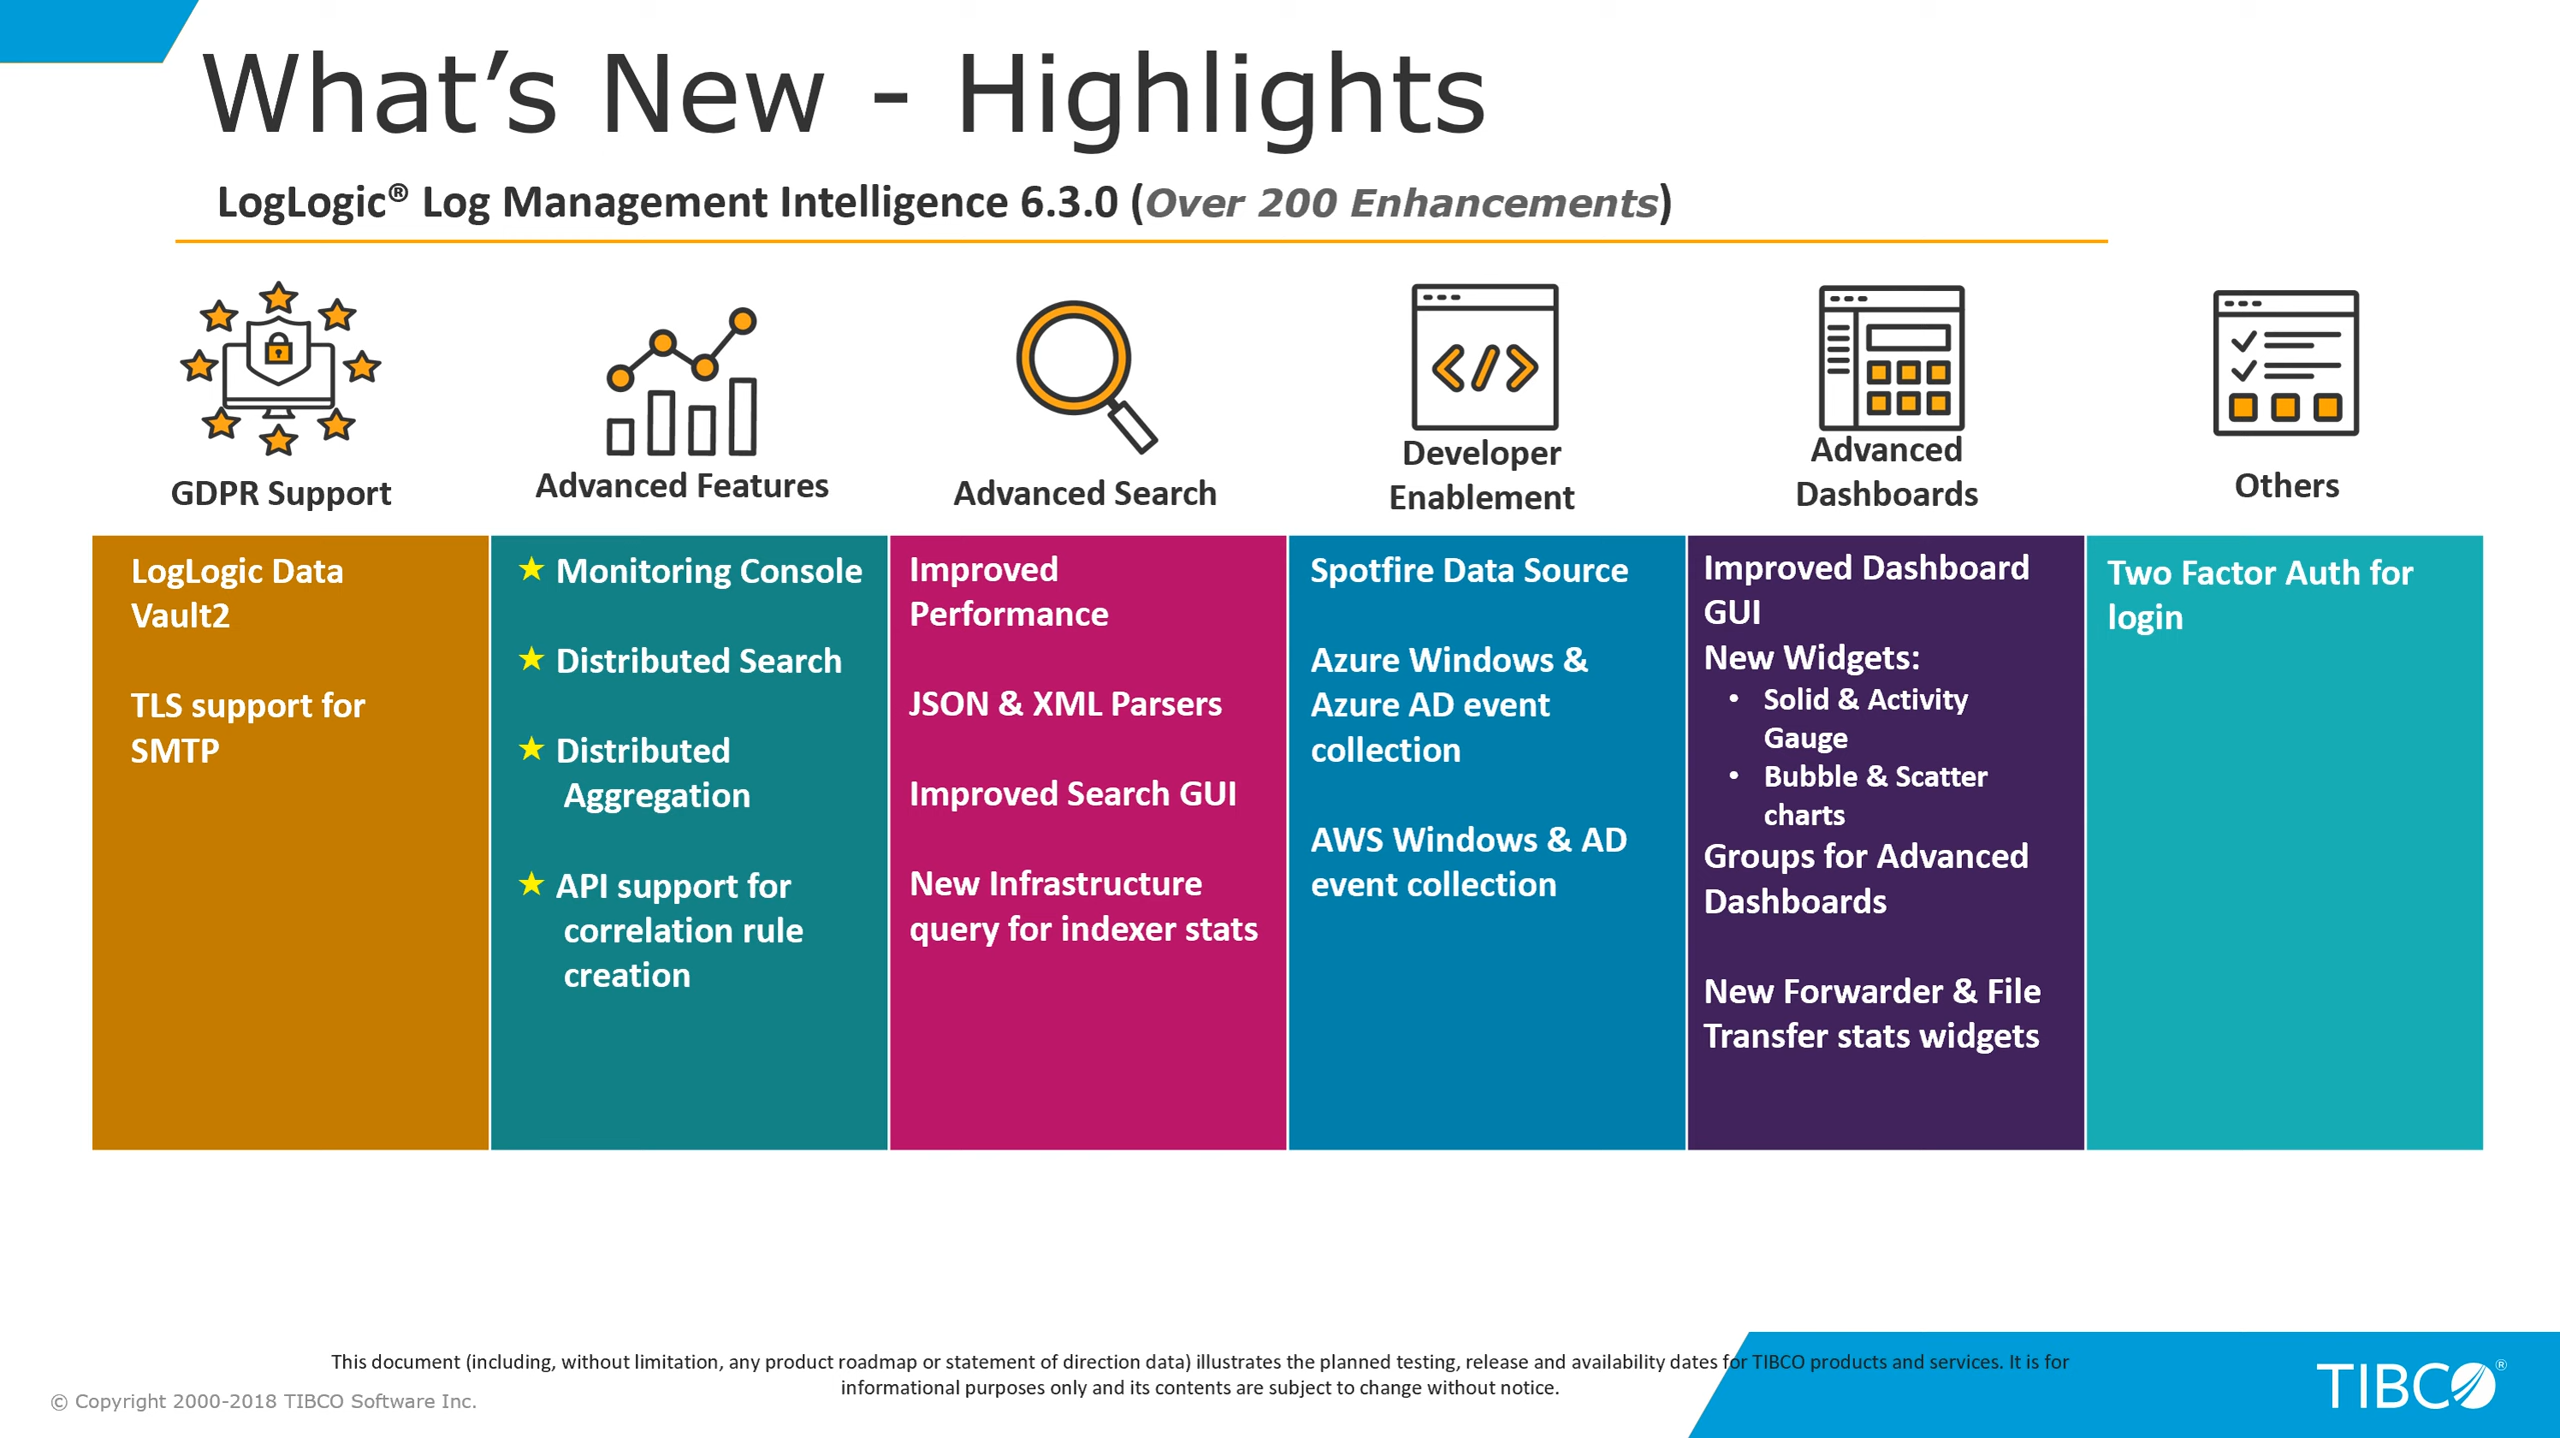 What’s New - Highlights
LogLogic® Log Management Intelligence 6.3.0 (Over 200 Enhancements)
GDPR Support
Advanced Features
Advanced Search
Developer
Enablement
Advanced
Dashboards
Others
LogLogic Data
Vault2
TLS support for
SMTP
★ Monitoring Console
★ Distributed Search
★ Distributed
Aggregation
★ API support for
correlation rule
creation
Improved
Performance
JSON & XML Parsers
Improved Search GUI
New Infrastructure
query for indexer stats
Spotfire Data Source
Azure Windows &
Azure AD event
collection
AWS Windows & AD
event collection
Improved Dashboard
GUI
New Widgets:
• Solid & Activity
Gauge
• Bubble & Scatter
charts
Groups for Advanced
Dashboards
New Forwarder & File
Transfer stats widgets
Two Factor Auth for
login
This document (including, without limitation, any product roadmap or statement of direction data) illustrates the planned testing, release and availability dates for TIBCO products and services. It is for
informational purposes only and its contents are subject to change without notice.
© Copyright 2000-2018 TIBCO Software Inc.
TIBCO®